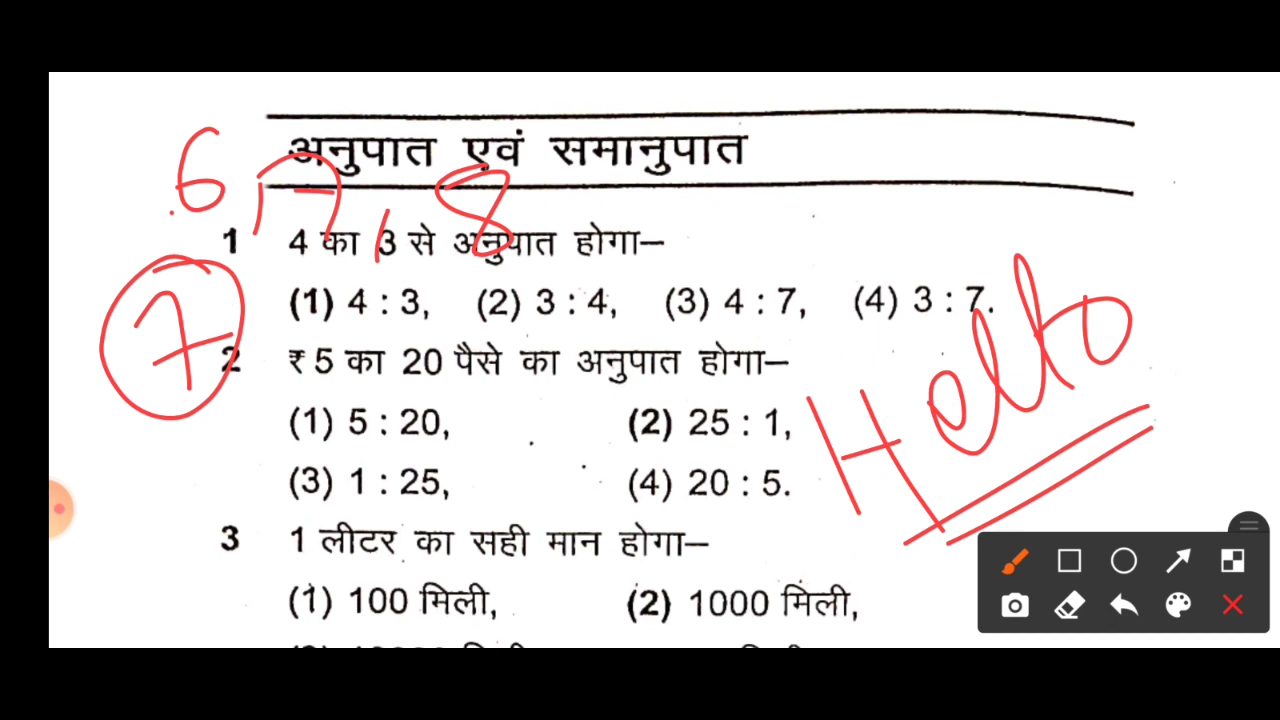 अनुपात एवं समानुपात
6, 7, 8
1 4 का 3 से अनुपात होगा–
(1) 4 : 3, (2) 3 : 4, (3) 4 : 7, (4) 3 : 7.
7
2 ₹ 5 का 20 पैसे का अनुपात होगा–
(1) 5 : 20, (2) 25 : 1,
(3) 1 : 25, (4) 20 : 5.
Hello
3 1 लीटर का सही मान होगा–
(1) 100 मिली, (2) 1000 मिली,